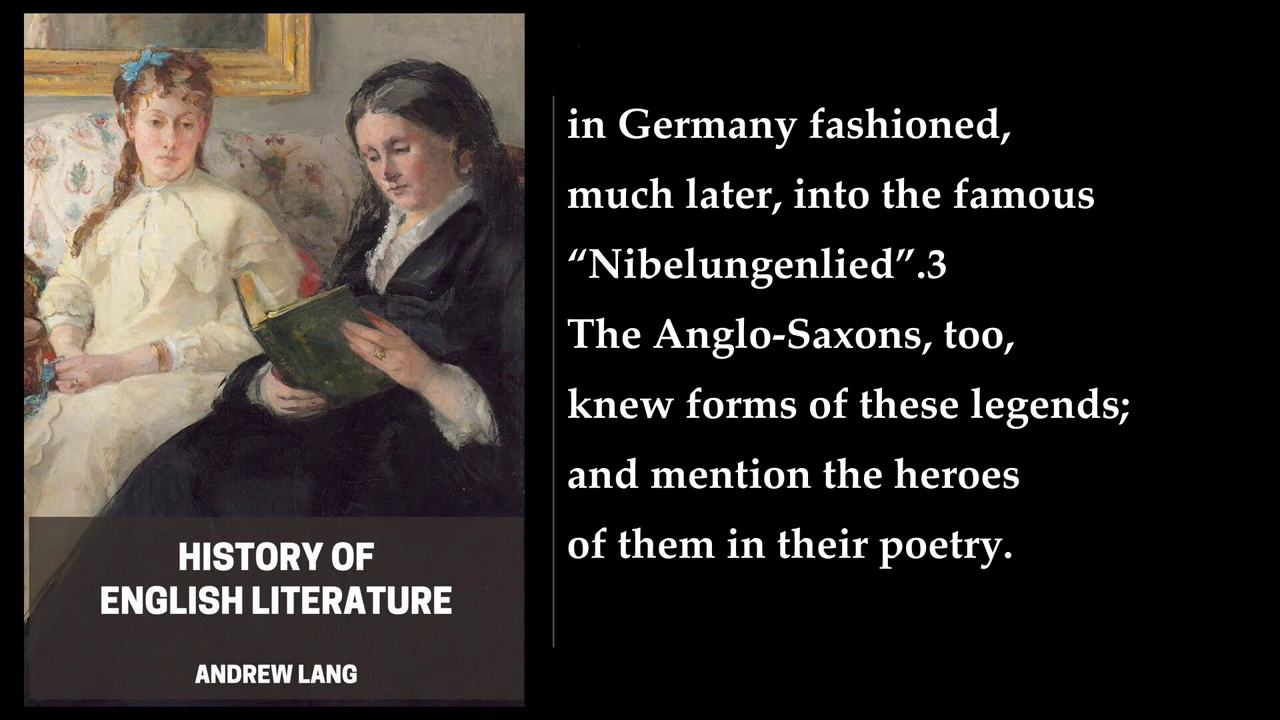 in Germany fashioned,
much later, into the famous
“Nibelungenlied”.3
The Anglo-Saxons, too,
knew forms of these legends;
and mention the heroes
of them in their poetry.
HISTORY OF
ENGLISH LITERATURE
ANDREW LANG